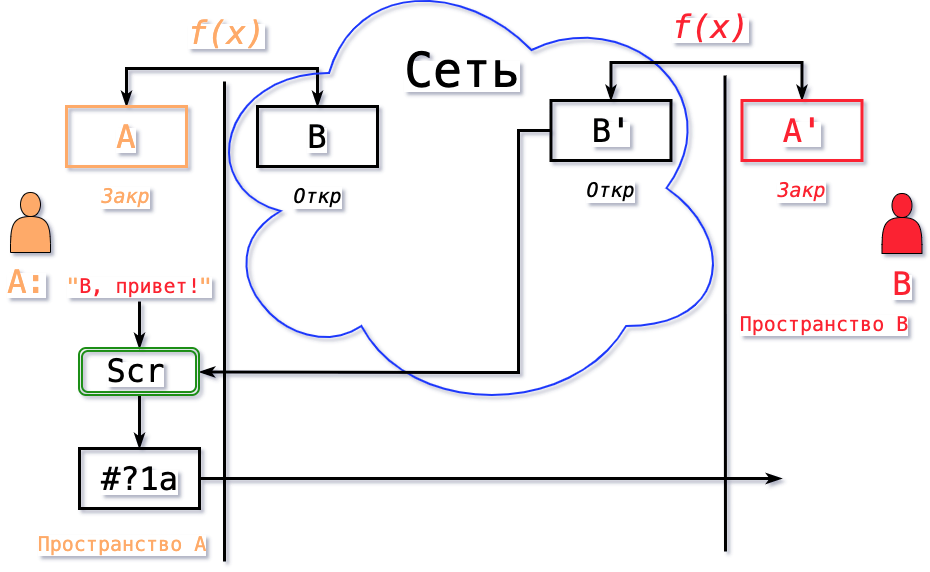 f(x)
f(x)
Сеть
A
B
B'
A'
Закр
Откр
Откр
Закр
A:
"В, привет!"
B
Пространство B
Scr
#?1a
Пространство A